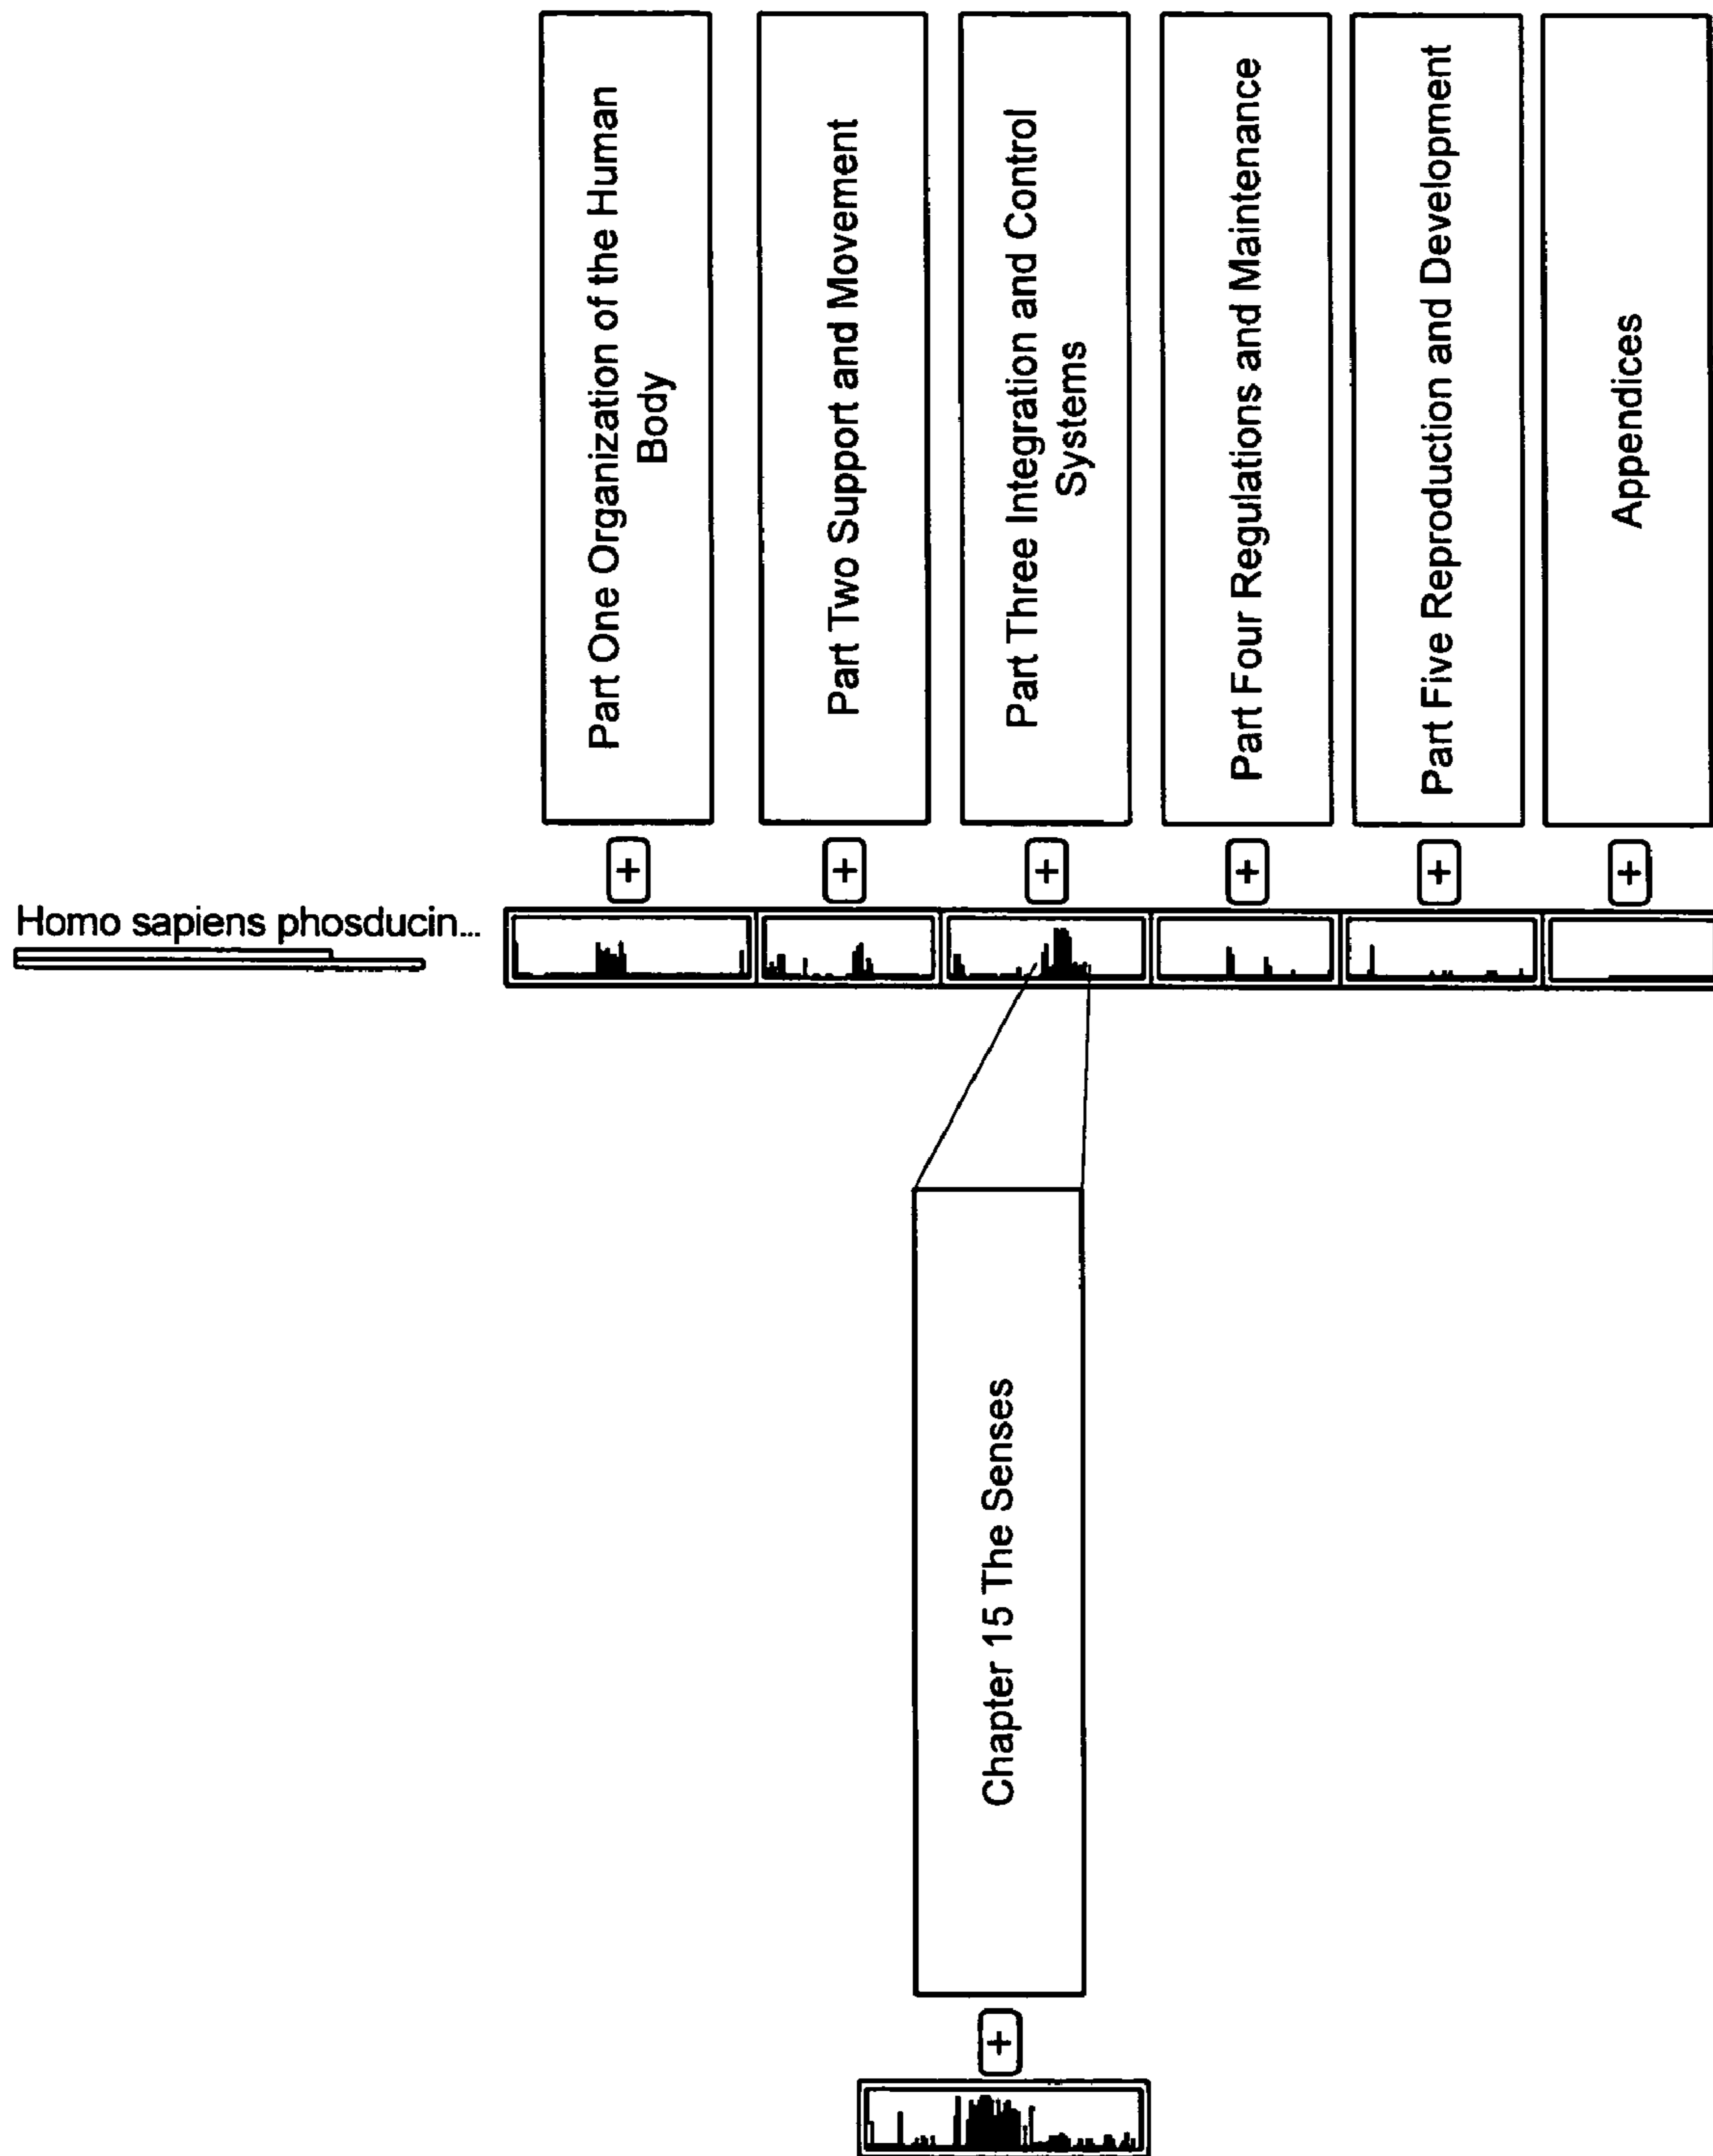 Part One Organization of the Human
Body
Part Two Support and Movement
Part Three Integration and Control
Systems
Part Four Regulations and Maintenance
Part Five Reproduction and Development
Appendices
+
+
+
+
+
+
Homo sapiens phosducin...
Chapter 15 The Senses
+